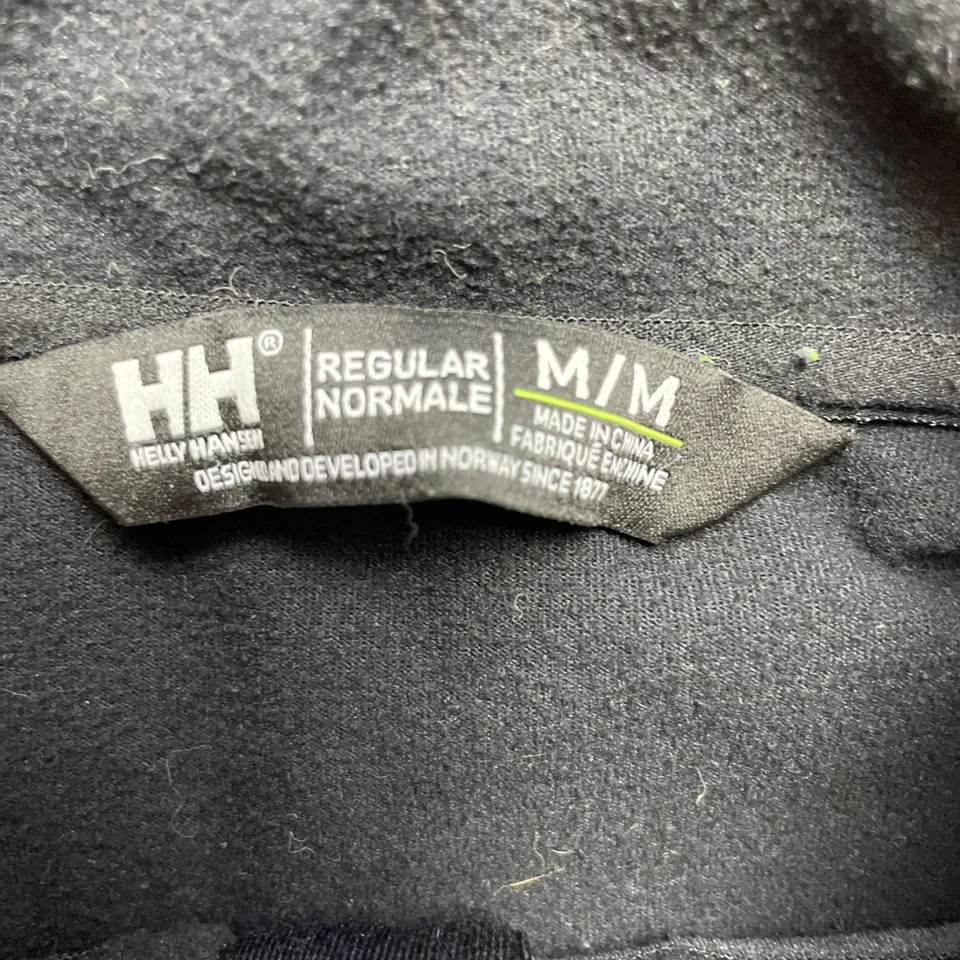 HH®
HELLY HANSEN
REGULAR
NORMALE
M/M
MADE IN CHINA
FABRIQUÉ EN CHINE
DESIGNED AND DEVELOPED IN NORWAY SINCE 1877